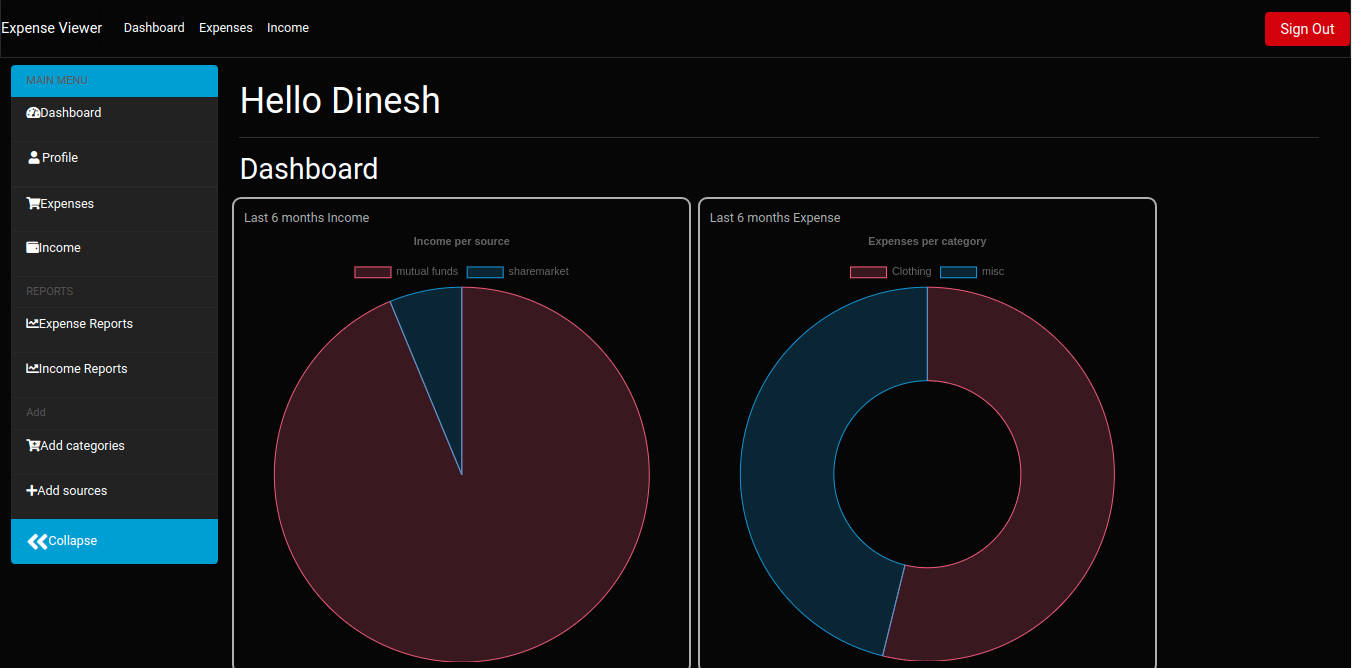 Expense Viewer Dashboard Expenses Income Sign Out
MAIN MENU
Dashboard
Profile
Expenses
Income
REPORTS
Expense Reports
Income Reports
Add
Add categories
Add sources
Collapse
Hello Dinesh
Dashboard
Last 6 months Income
Income per source
mutual funds sharemarket
Last 6 months Expense
Expenses per category
Clothing misc